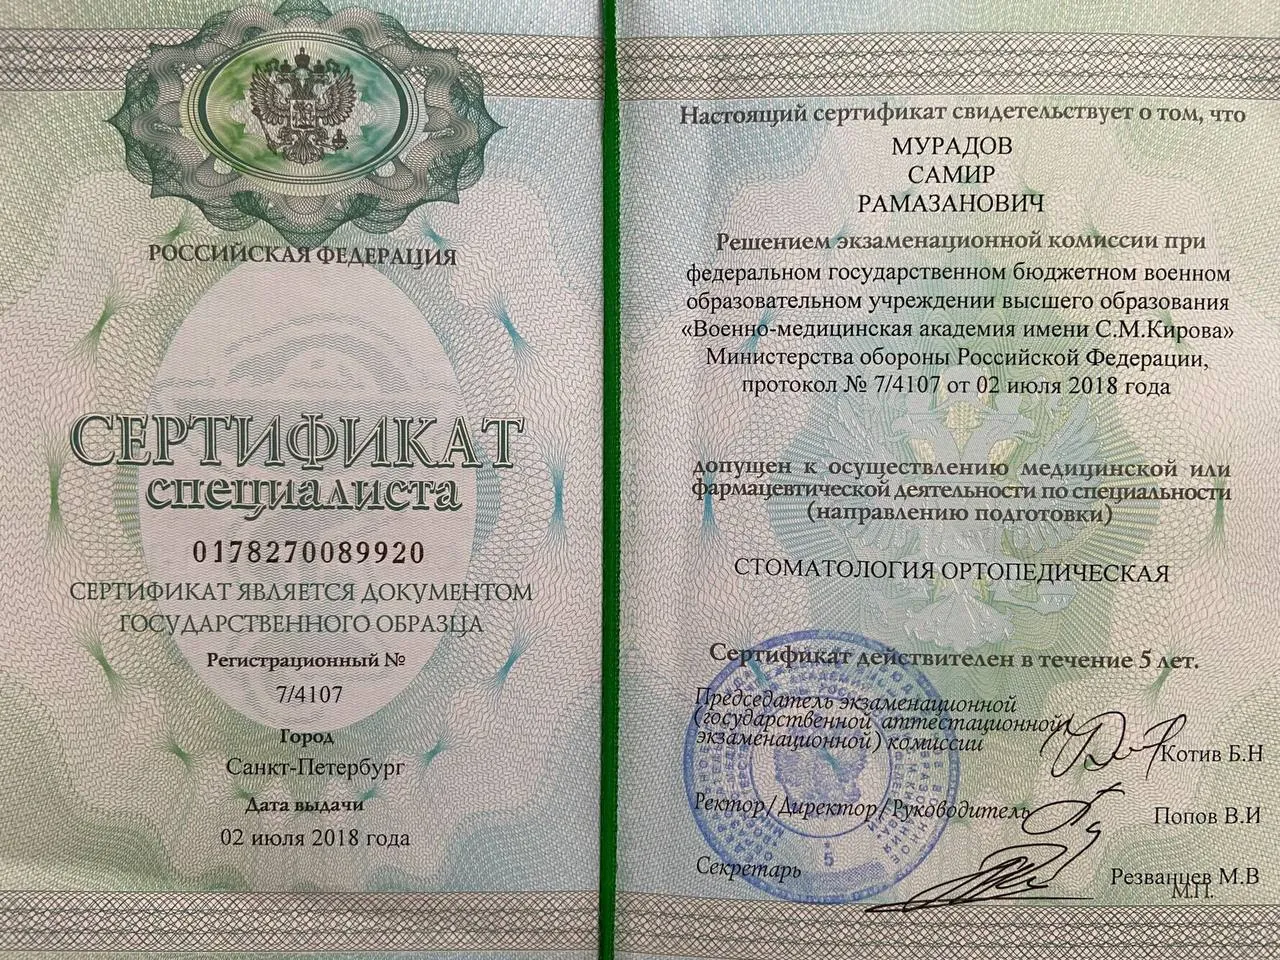 РОССИЙСКАЯ ФЕДЕРАЦИЯ
СЕРТИФИКАТ
специалиста
0178270089920
СЕРТИФИКАТ ЯВЛЯЕТСЯ ДОКУМЕНТОМ
ГОСУДАРСТВЕННОГО ОБРАЗЦА
Регистрационный №
7/4107
Город
Санкт-Петербург
Дата выдачи
02 июля 2018 года
Настоящий сертификат свидетельствует о том, что
МУРАДОВ
САМИР
РАМАЗАНОВИЧ
Решением экзаменационной комиссии при
федеральном государственном бюджетном военном
образовательном учреждении высшего образования
«Военно-медицинская академия имени С.М.Кирова»
Министерства обороны Российской Федерации,
протокол № 7/4107 от 02 июля 2018 года
допущен к осуществлению медицинской или
фармацевтической деятельности по специальности
(направлению подготовки)
СТОМАТОЛОГИЯ ОРТОПЕДИЧЕСКАЯ
Сертификат действителен в течение 5 лет.
Председатель экзаменационной
(государственной аттестационной,
экзаменационной) комиссии
Котив Б.Н
Ректор/Директор/Руководитель
Попов В.И
Секретарь
Резванцев М.В
М.П.
5